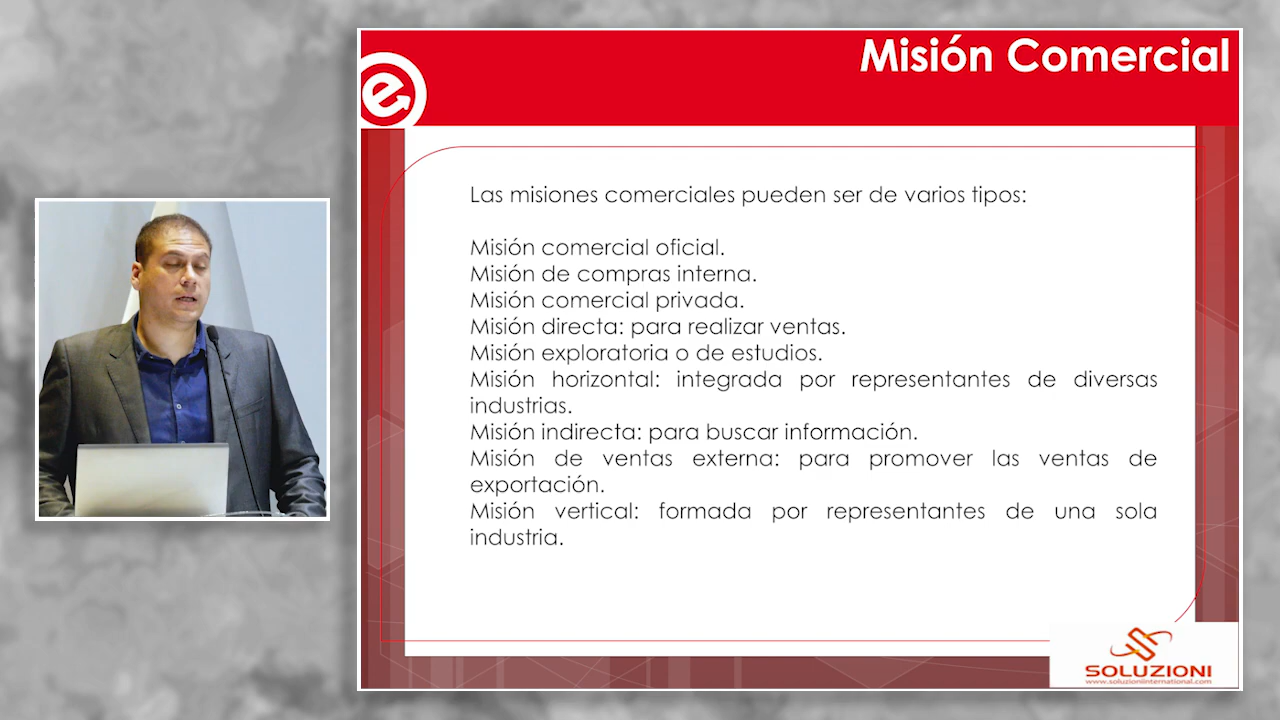 Misión Comercial
Las misiones comerciales pueden ser de varios tipos:
Misión comercial oficial.
Misión de compras interna.
Misión comercial privada.
Misión directa: para realizar ventas.
Misión exploratoria o de estudios.
Misión horizontal: integrada por representantes de diversas
industrias.
Misión indirecta: para buscar información.
Misión de ventas externa: para promover las ventas de
exportación.
Misión vertical: formada por representantes de una sola
industria.
SOLUZIONI
www.soluzioniinternational.com